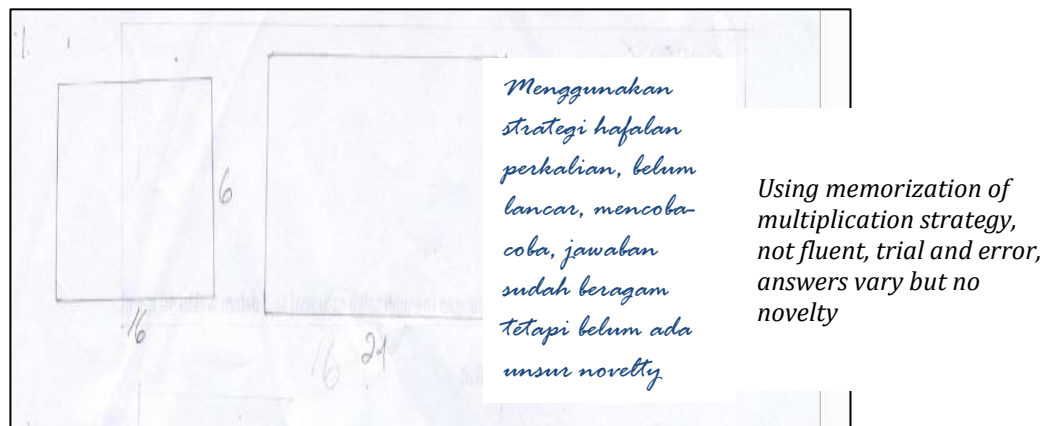 1.
6
16
16
24
Menggunakan
strategi hafalan
perkalian, belum
lancar, mencoba-
coba, jawaban
sudah beragam
tetapi belum ada
unsur novelty
Using memorization of
multiplication strategy,
not fluent, trial and error,
answers vary but no
novelty